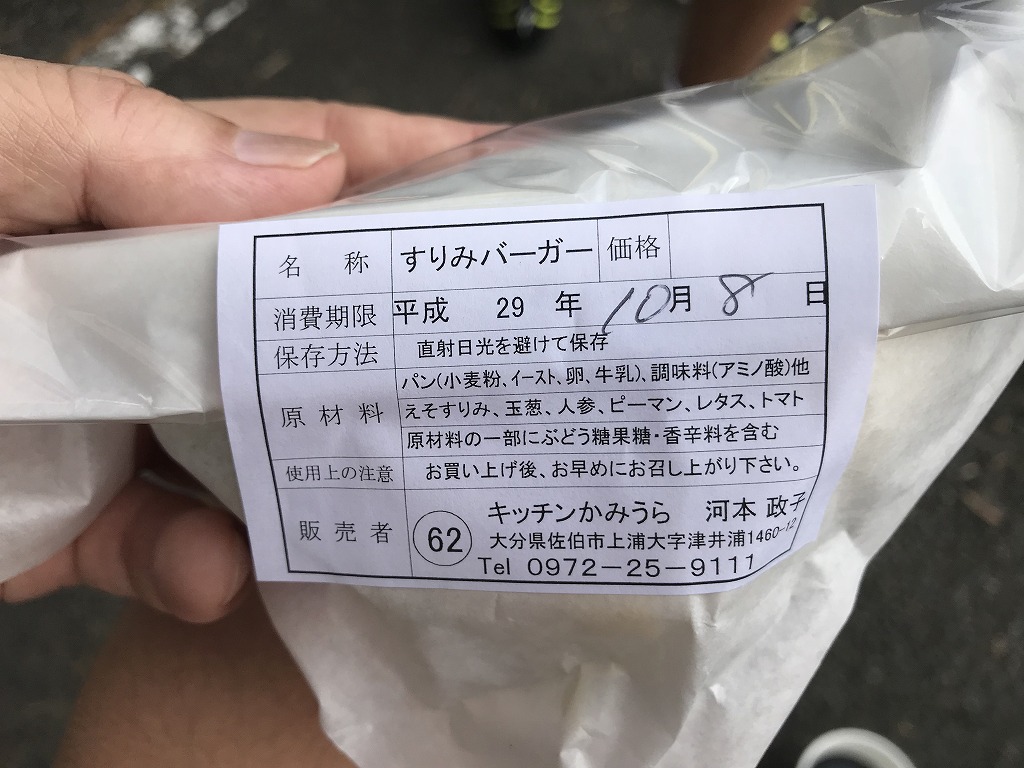 名 称 すりみバーガー 価格
消費期限 平成 29 年 10月 8 日
保存方法 直射日光を避けて保存
原 材 料 パン(小麦粉、イースト、卵、牛乳)、調味料(アミノ酸)他
えそすりみ、玉葱、人参、ピーマン、レタス、トマト
原材料の一部にぶどう糖果糖・香辛料を含む
使用上の注意 お買い上げ後、お早めにお召し上がり下さい。
販 売 者 62 キッチンかみうら 河本 政子
大分県佐伯市上浦大字津井浦1460-12
Tel 0972-25-9111